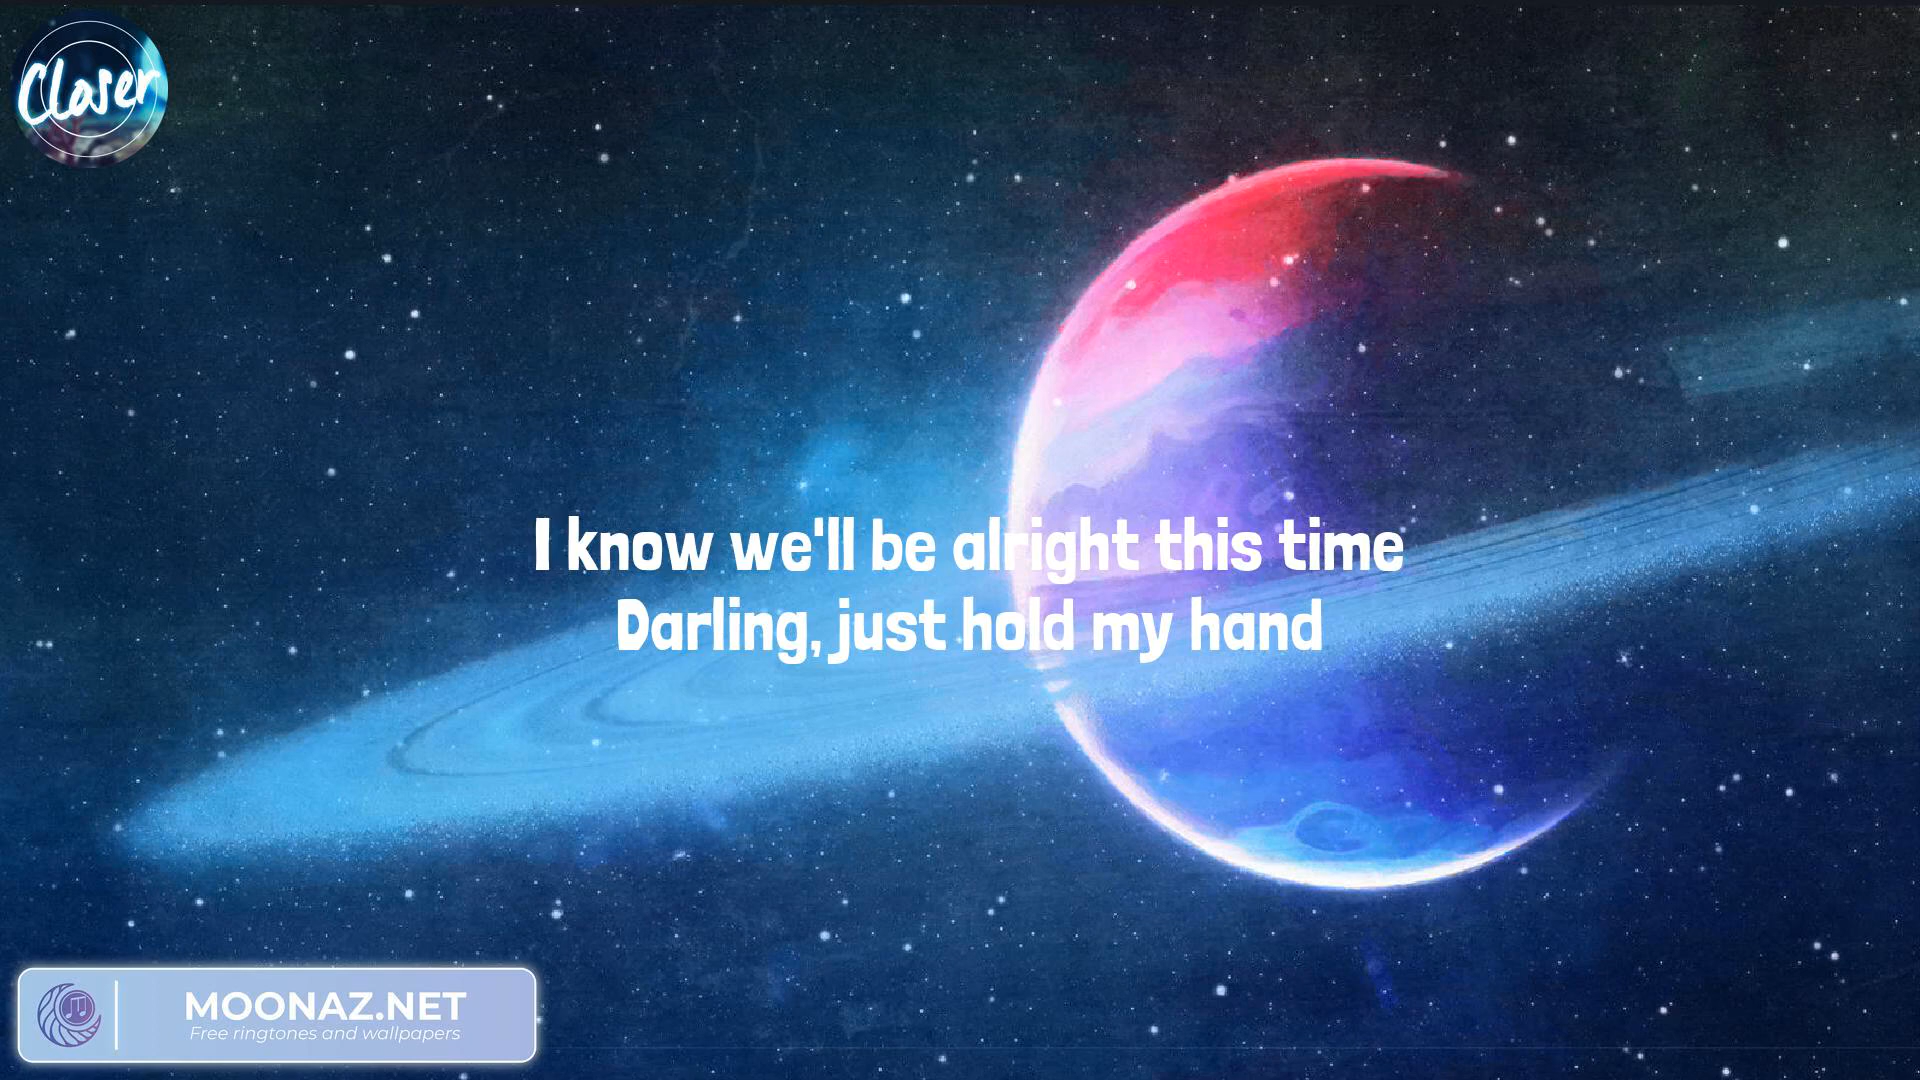 Closer
I know we'll be alright this time
Darling, just hold my hand
MOONAZ.NET
Free ringtones and wallpapers